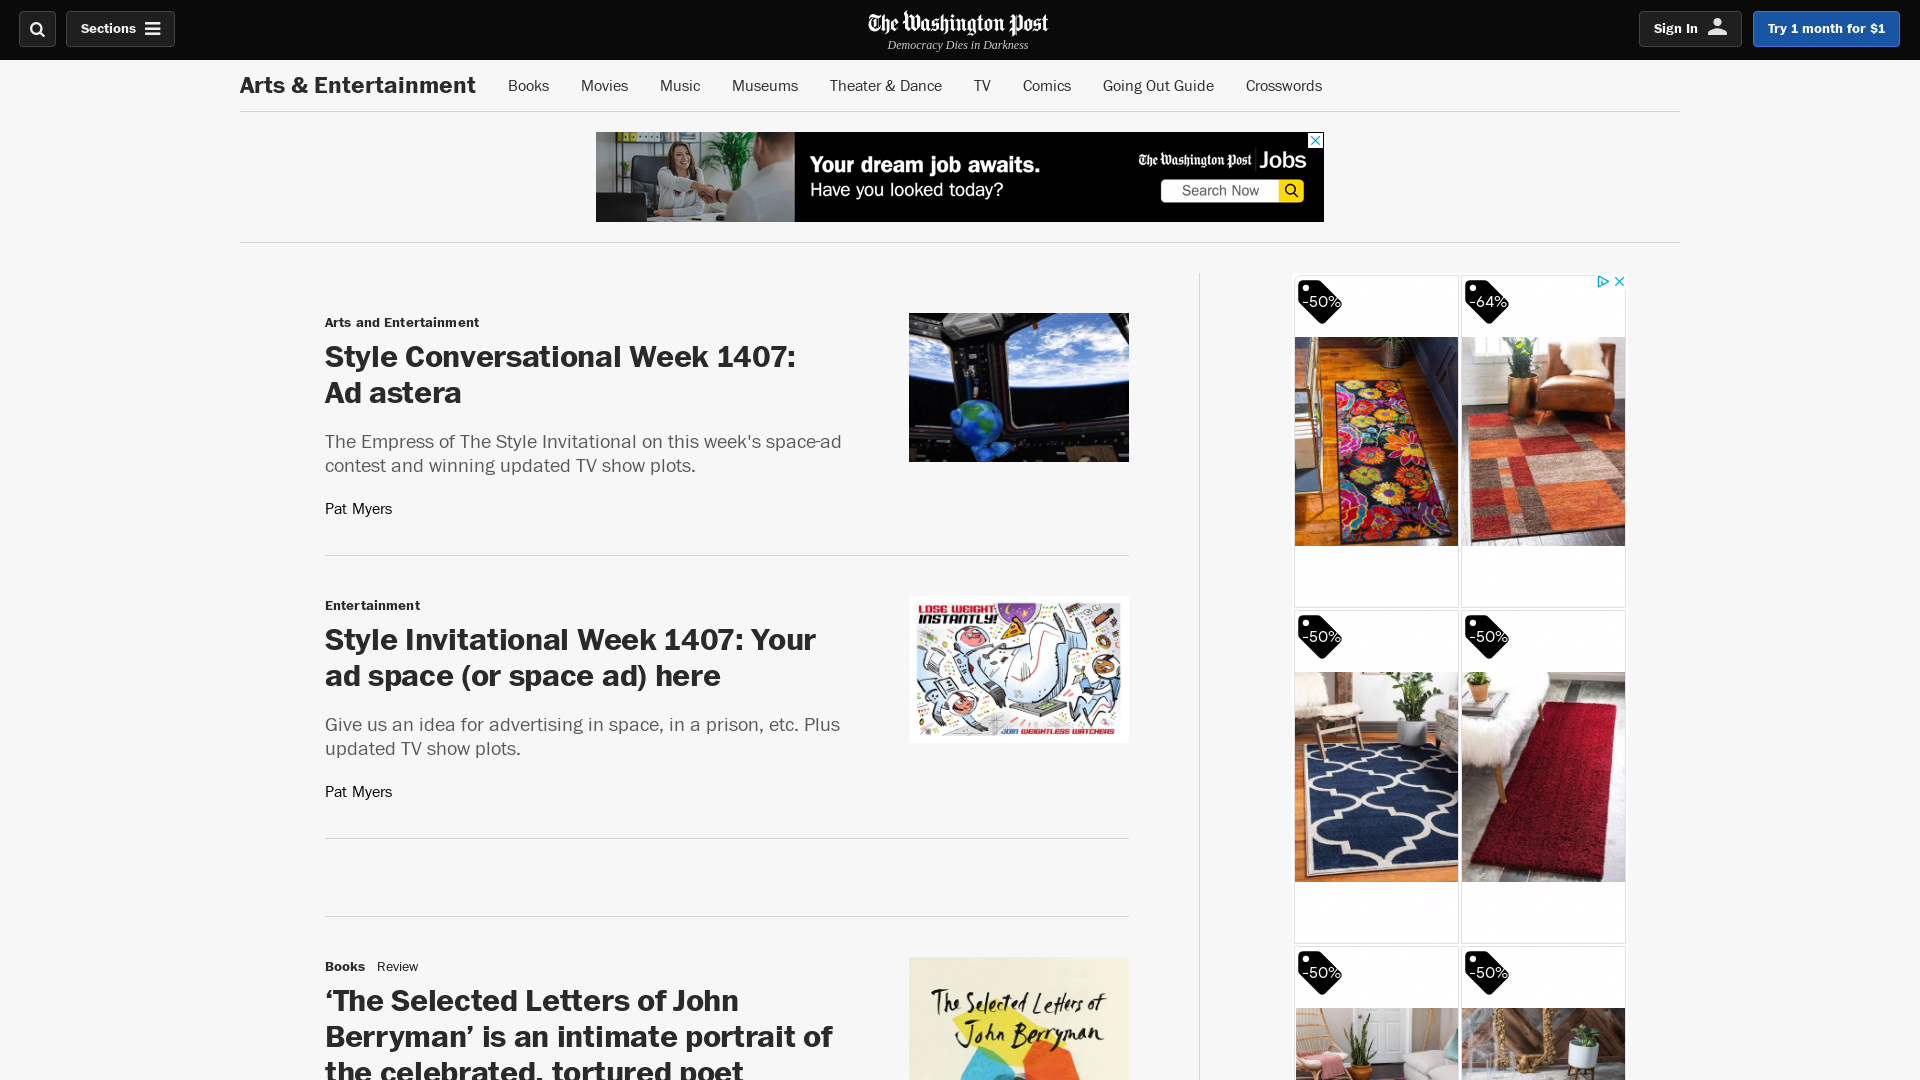 Sections
The Washington Post
Democracy Dies in Darkness
Sign In
Try 1 month for $1
Arts & Entertainment
Books
Movies
Music
Museums
Theater & Dance
TV
Comics
Going Out Guide
Crosswords
Your dream job awaits.
Have you looked today?
The Washington Post Jobs
Search Now
Arts and Entertainment
Style Conversational Week 1407:
Ad astera
The Empress of The Style Invitational on this week's space-ad
contest and winning updated TV show plots.
Pat Myers
Entertainment
Style Invitational Week 1407: Your
ad space (or space ad) here
Give us an idea for advertising in space, in a prison, etc. Plus
updated TV show plots.
Pat Myers
LOSE WEIGHT
INSTANTLY!
JOIN WEIGHTLESS WATCHERS
Books Review
‘The Selected Letters of John
Berryman’ is an intimate portrait of
the celebrated, tortured poet
The Selected Letters of
John Berryman
-50%
-64%
-50%
-50%
-50%
-50%